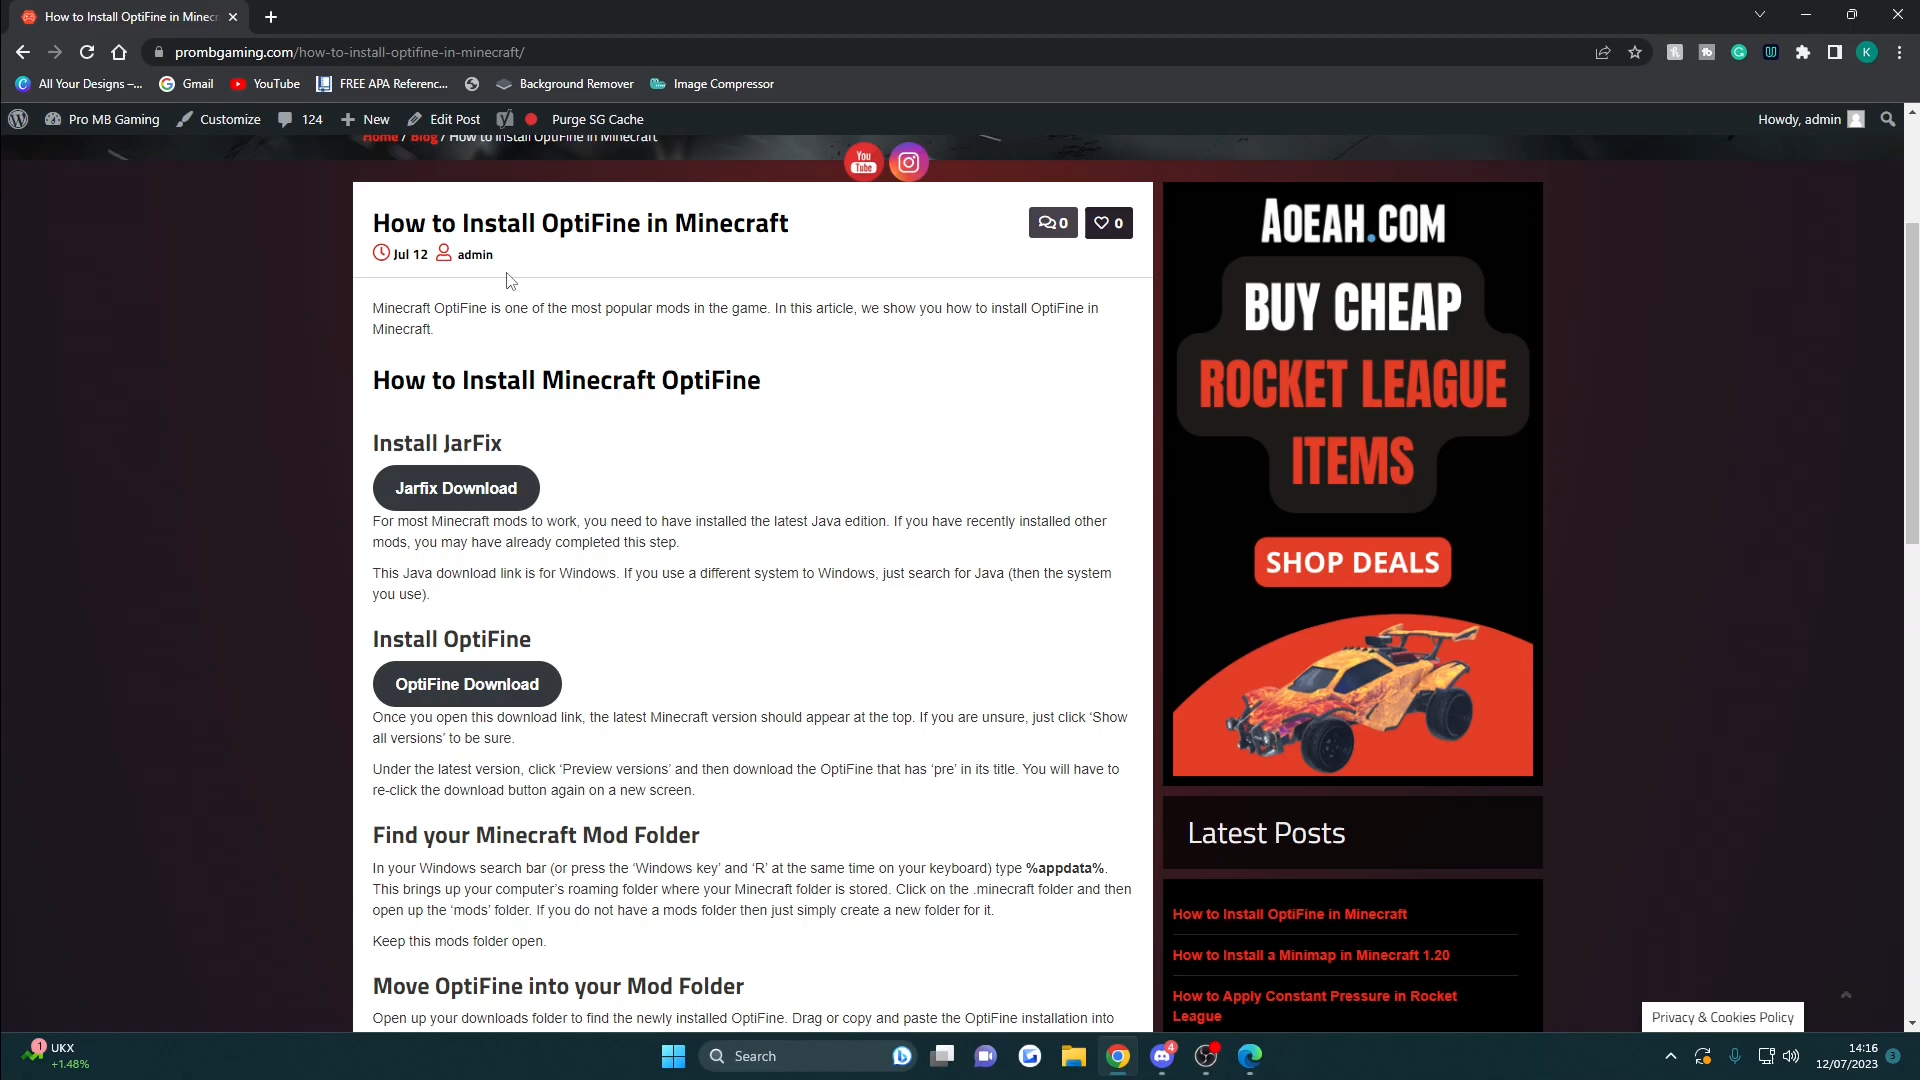 How to Install OptiFine in Minecr
prombgaming.com/how-to-install-optifine-in-minecraft/
K
All Your Designs –...
Gmail
YouTube
FREE APA Referenc...
Background Remover
Image Compressor
Pro MB Gaming
Customize
124
New
Edit Post
Purge SG Cache
Howdy, admin
Home / Blog / How to Install OptiFine in Minecraft
You
Tube
How to Install OptiFine in Minecraft
0
0
Jul 12
admin
Minecraft OptiFine is one of the most popular mods in the game. In this article, we show you how to install OptiFine in
Minecraft.
How to Install Minecraft OptiFine
Install JarFix
Jarfix Download
For most Minecraft mods to work, you need to have installed the latest Java edition. If you have recently installed other
mods, you may have already completed this step.
This Java download link is for Windows. If you use a different system to Windows, just search for Java (then the system
you use).
Install OptiFine
OptiFine Download
Once you open this download link, the latest Minecraft version should appear at the top. If you are unsure, just click ‘Show
all versions’ to be sure.
Under the latest version, click ‘Preview versions’ and then download the OptiFine that has ‘pre’ in its title. You will have to
re-click the download button again on a new screen.
Find your Minecraft Mod Folder
In your Windows search bar (or press the ‘Windows key’ and ‘R’ at the same time on your keyboard) type %appdata%.
This brings up your computer’s roaming folder where your Minecraft folder is stored. Click on the .minecraft folder and then
open up the ‘mods’ folder. If you do not have a mods folder then just simply create a new folder for it.
Keep this mods folder open.
Move OptiFine into your Mod Folder
Open up your downloads folder to find the newly installed OptiFine. Drag or copy and paste the OptiFine installation into
AOEAH.COM
BUY CHEAP
ROCKET LEAGUE
ITEMS
SHOP DEALS
Latest Posts
How to Install OptiFine in Minecraft
How to Install a Minimap in Minecraft 1.20
How to Apply Constant Pressure in Rocket
League
Privacy & Cookies Policy
1
UKX
+1.48%
Search
4
14:16
12/07/2023
3